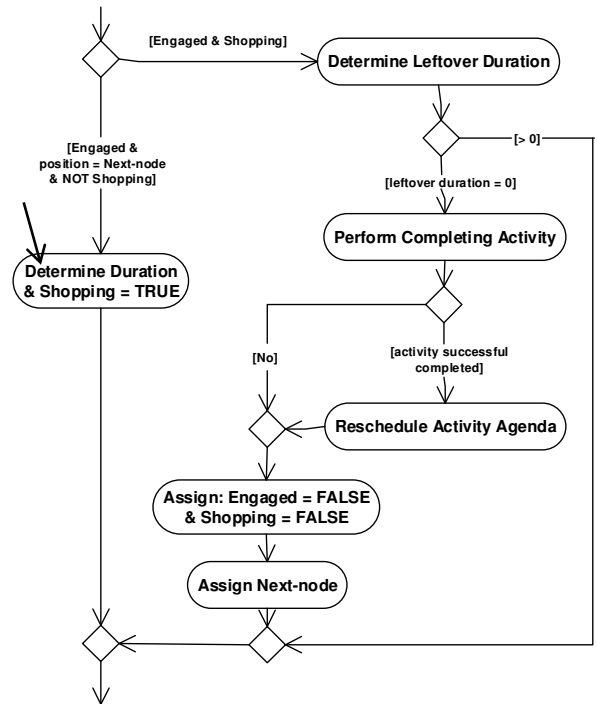 [Engaged & Shopping]
Determine Leftover Duration
[> 0]
[Engaged &
position = Next-node
& NOT Shopping]
[leftover duration = 0]
Perform Completing Activity
Determine Duration
& Shopping = TRUE
[No]
[activity successful
completed]
Reschedule Activity Agenda
Assign: Engaged = FALSE
& Shopping = FALSE
Assign Next-node